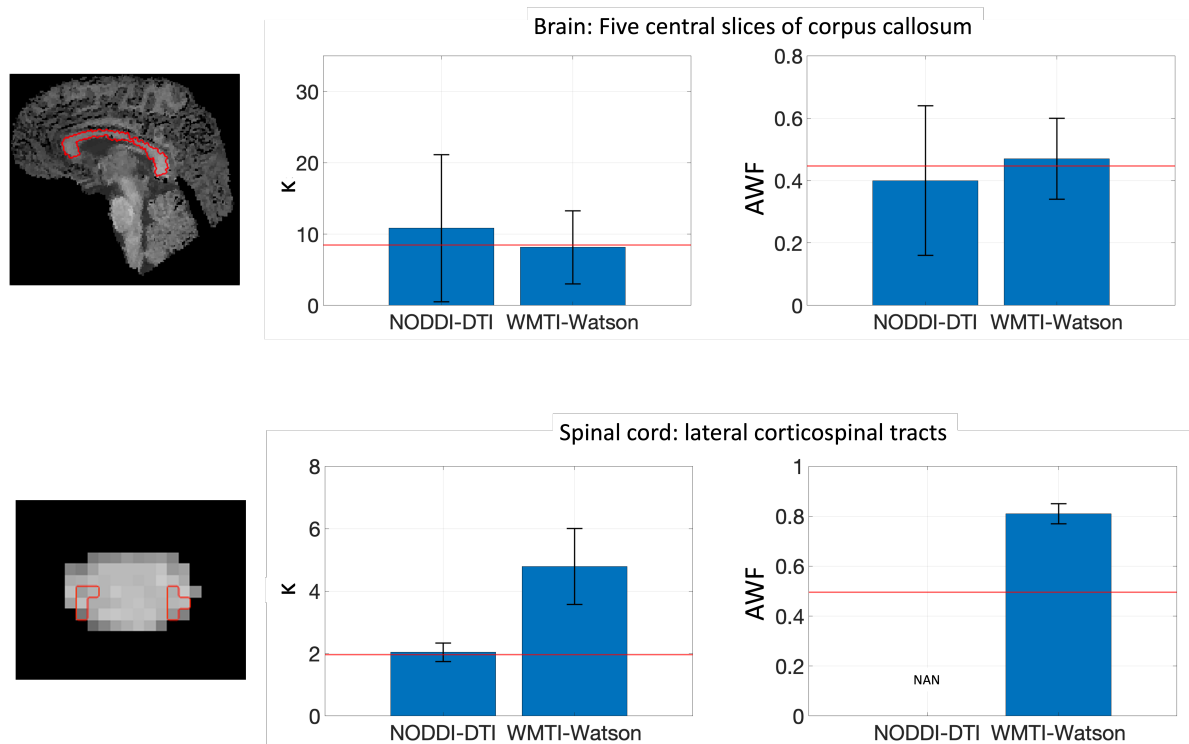 Brain: Five central slices of corpus callosum
30
20
10
0
κ
NODDI-DTI WMTI-Watson
0.8
0.6
0.4
0.2
0
AWF
NODDI-DTI WMTI-Watson
Spinal cord: lateral corticospinal tracts
8
6
4
2
0
κ
NODDI-DTI WMTI-Watson
1
0.8
0.6
0.4
0.2
0
AWF
NAN
NODDI-DTI WMTI-Watson